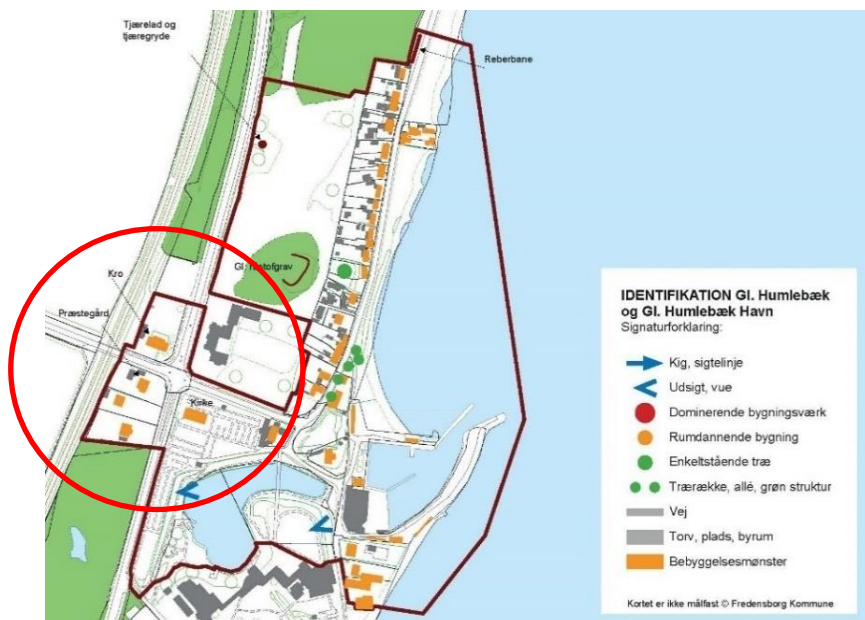 Tjærelad og
tjæregryde
Reberbane
Kro
Præstegård
Kirke
IDENTIFIKATION Gl. Humlebæk
og Gl. Humlebæk Havn
Signaturforklaring:
Kig, sigtelinje
Udsigt, vue
Dominerende bygningsværk
Rumdannende bygning
Enkeltstående træ
Trærække, allé, grøn struktur
Vej
Torv, plads, byrum
Bebyggelsesmønster
Kortet er ikke målfast © Fredensborg Kommune